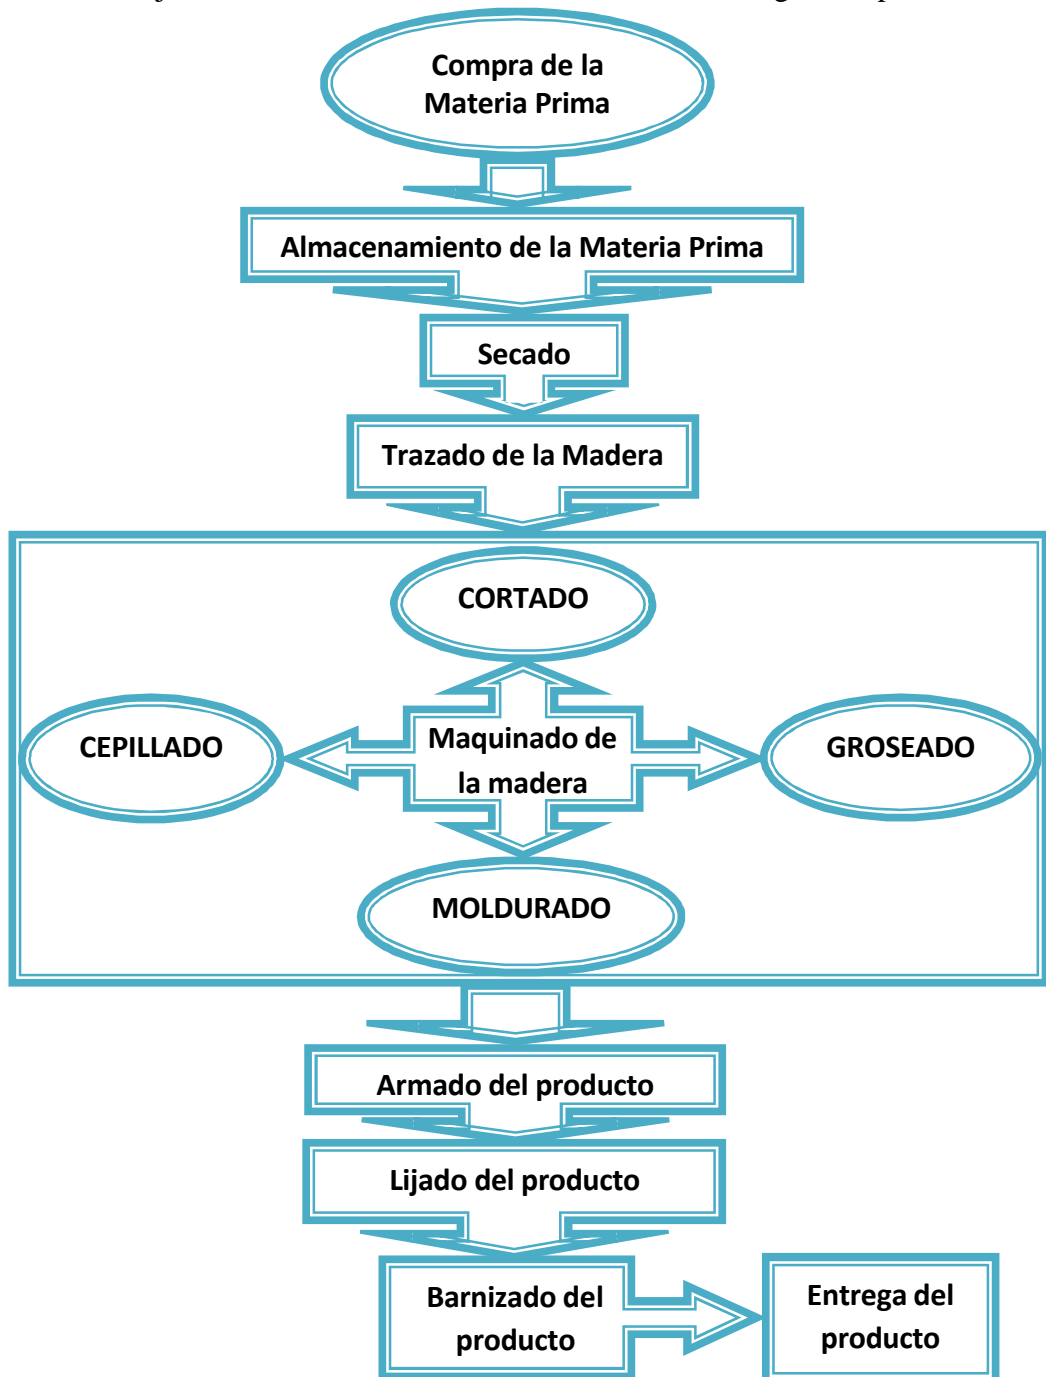 Compra de la
Materia Prima
Almacenamiento de la Materia Prima
Secado
Trazado de la Madera
CORTADO
CEPILLADO
Maquinado de
la madera
GROSEADO
MOLDURADO
Armado del producto
Lijado del producto
Barnizado del
producto
Entrega del
producto